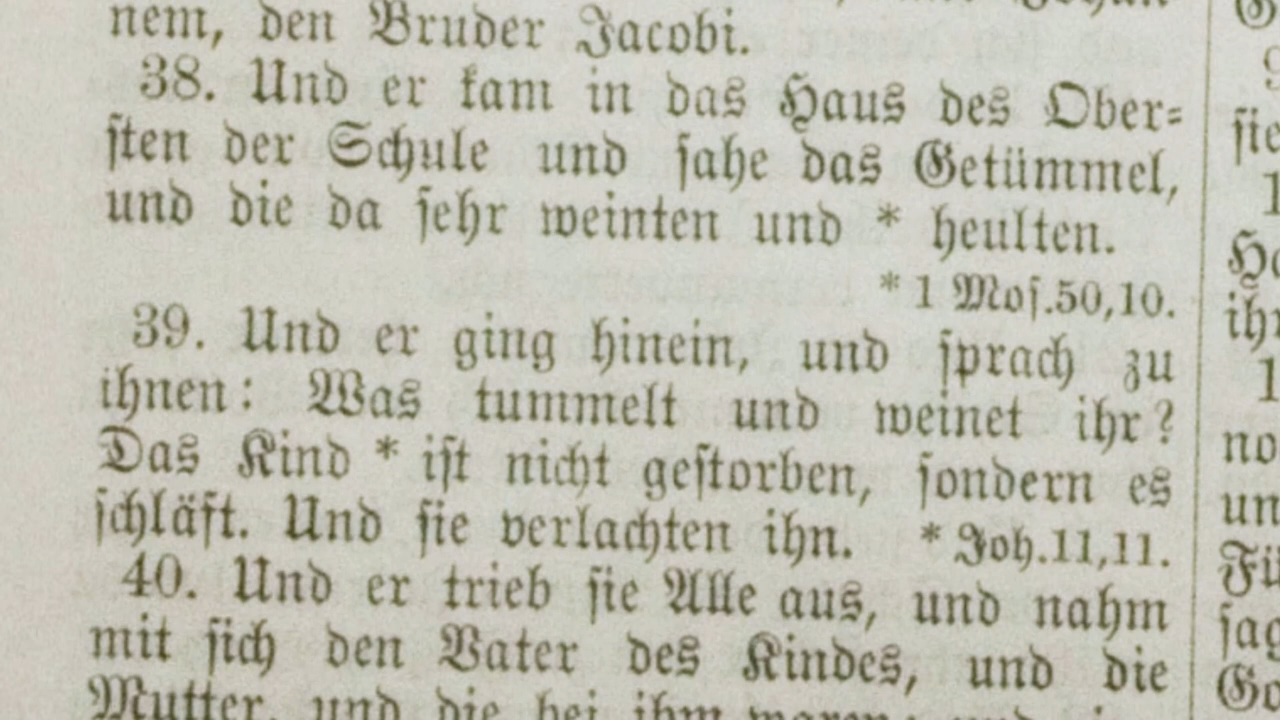 nem, den Bruder Jacobi.
38. Und er kam in das Haus des Ober⸗
ſten der Schule und ſahe das Getümmel,
und die da ſehr weinten und * heulten.
* 1 Moſ.50,10.
39. Und er ging hinein, und ſprach zu
ihnen: Was tummelt und weinet ihr?
Das Kind * iſt nicht geſtorben, ſondern es
ſchläft. Und ſie verlachten ihn. * Joh.11,11.
40. Und er trieb ſie Alle aus, und nahm
mit ſich den Vater des Kindes, und die
Mutter, und die bei ihm waren
ſie